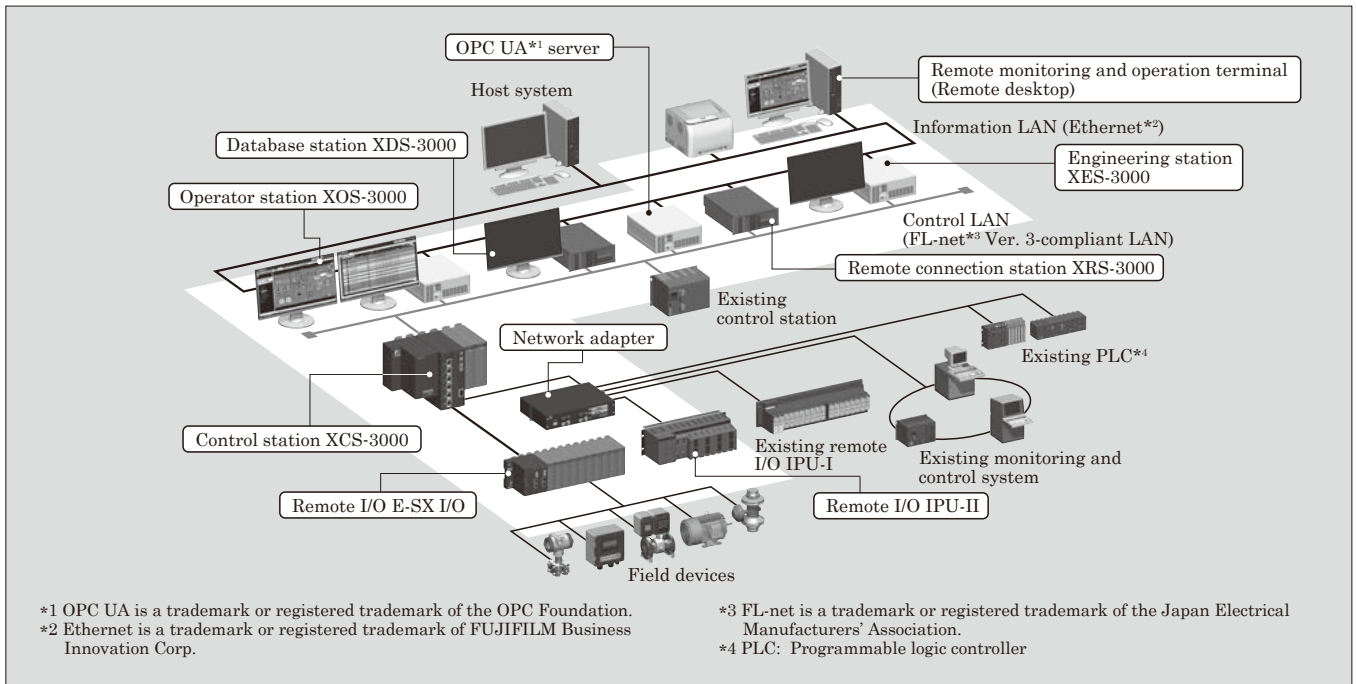 OPC UA*1 server
Remote monitoring and operation terminal
(Remote desktop)
Host system
Information LAN (Ethernet*2)
Database station XDS-3000
Engineering station
XES-3000
Operator station XOS-3000
Control LAN
(FL-net*3 Ver. 3-compliant LAN)
Remote connection station XRS-3000
Existing
control station
Network adapter
Existing PLC*4
Control station XCS-3000
Existing remote
I/O IPU-I
Existing monitoring and
control system
Remote I/O E-SX I/O
Remote I/O IPU-II
Field devices
*1 OPC UA is a trademark or registered trademark of the OPC Foundation.
*2 Ethernet is a trademark or registered trademark of FUJIFILM Business
Innovation Corp.
*3 FL-net is a trademark or registered trademark of the Japan Electrical
Manufacturers' Association.
*4 PLC: Programmable logic controller